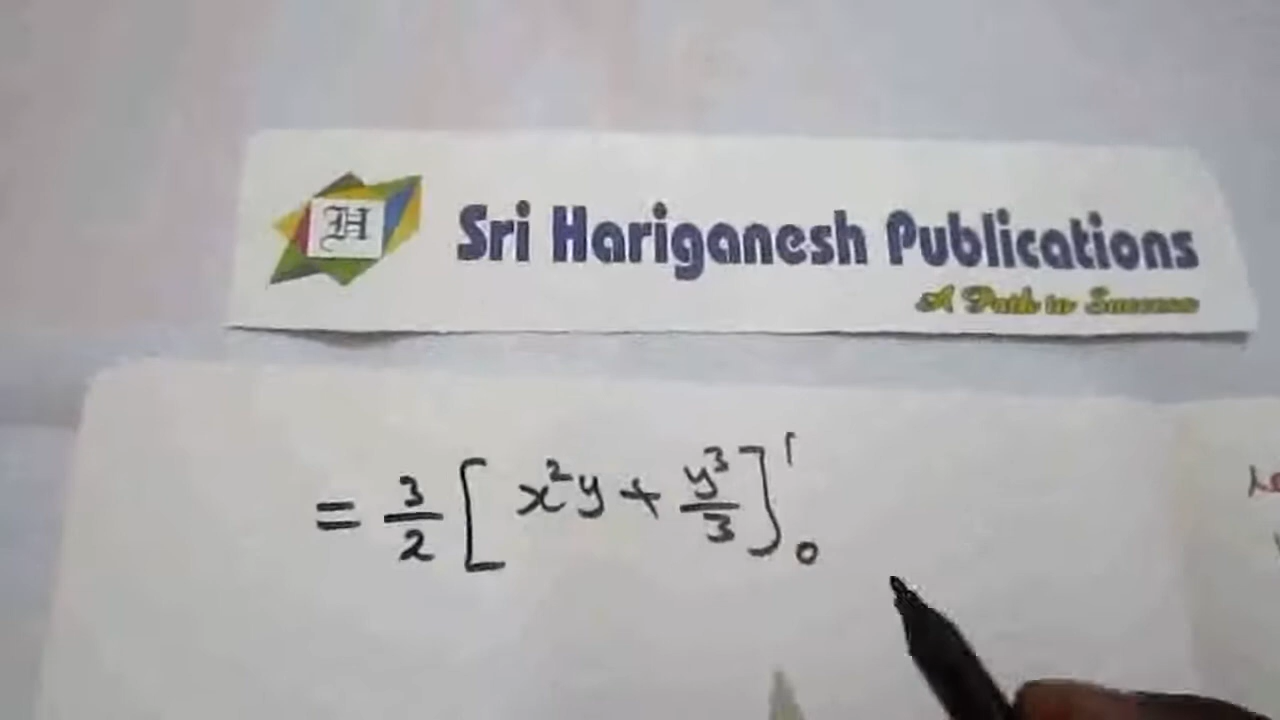 H
Sri Hariganesh Publications
A Path to Success
= 3/2 [ x²y + y³/3 ]₀¹